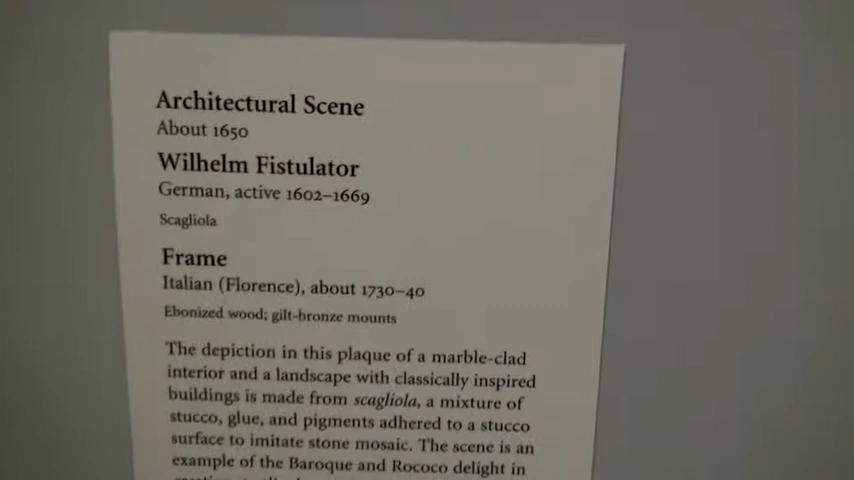 Architectural Scene
About 1650
Wilhelm Fistulator
German, active 1602–1669
Scagliola
Frame
Italian (Florence), about 1730–40
Ebonized wood; gilt-bronze mounts
The depiction in this plaque of a marble-clad
interior and a landscape with classically inspired
buildings is made from scagliola, a mixture of
stucco, glue, and pigments adhered to a stucco
surface to imitate stone mosaic. The scene is an
example of the Baroque and Rococo delight in